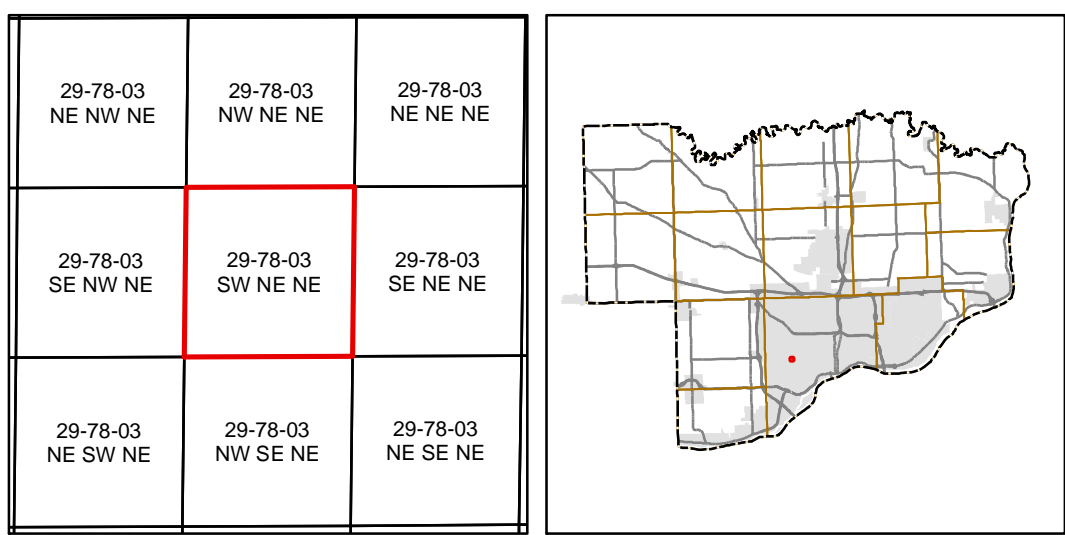 29-78-03
NE NW NE
29-78-03
NW NE NE
29-78-03
NE NE NE
29-78-03
SE NW NE
29-78-03
SW NE NE
29-78-03
SE NE NE
29-78-03
NE SW NE
29-78-03
NW SE NE
29-78-03
NE SE NE